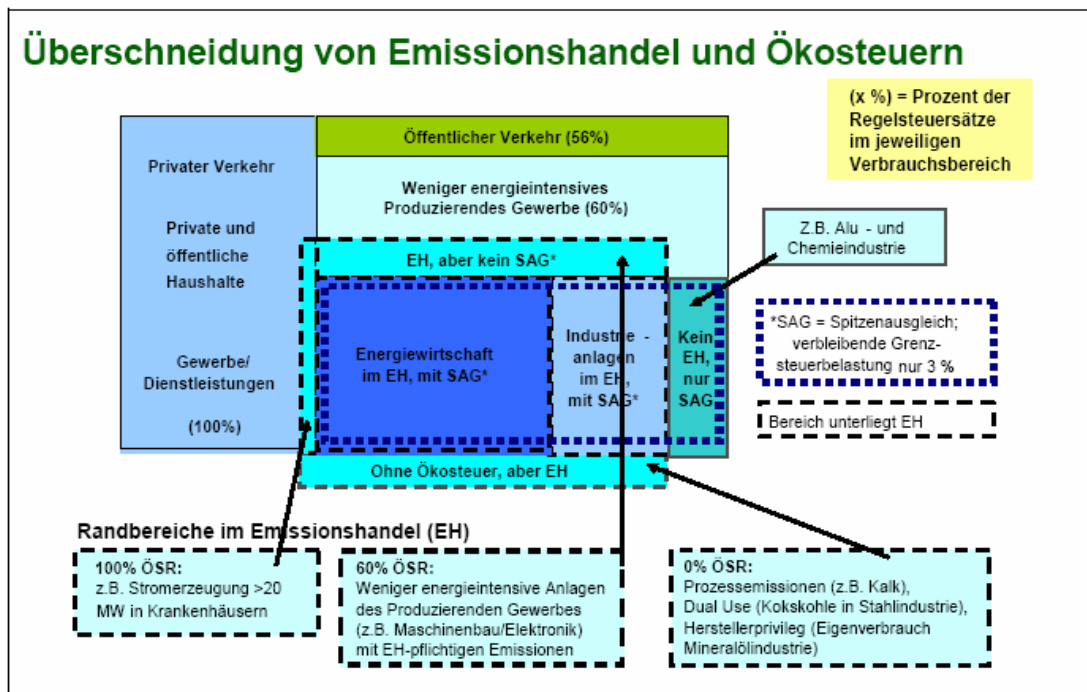 Überschneidung von Emissionshandel und Ökosteuern
(x %) = Prozent der
Regelsteuersätze
im jeweiligen
Verbrauchsbereich
Öffentlicher Verkehr (56%)
Privater Verkehr
Private und
öffentliche
Haushalte
Gewerbe/
Dienstleistungen
(100%)
Weniger energieintensives
Produzierendes Gewerbe (60%)
EH, aber kein SAG*
Energiewirtschaft
im EH, mit SAG*
Industrie -
anlagen
im EH,
mit SAG*
Kein
EH,
nur
SAG
Ohne Ökosteuer, aber EH
Z.B. Alu - und
Chemieindustrie
*SAG = Spitzenausgleich;
verbleibende Grenz-
steuerbelastung nur 3 %
Bereich unterliegt EH
Randbereiche im Emissionshandel (EH)
100% ÖSR:
z.B. Stromerzeugung >20
MW in Krankenhäusern
60% ÖSR:
Weniger energieintensive Anlagen
des Produzierenden Gewerbes
(z.B. Maschinenbau/Elektronik)
mit EH-pflichtigen Emissionen
0% ÖSR:
Prozessemissionen (z.B. Kalk),
Dual Use (Kokskohle in Stahlindustrie),
Herstellerprivileg (Eigenverbrauch
Mineralölindustrie)